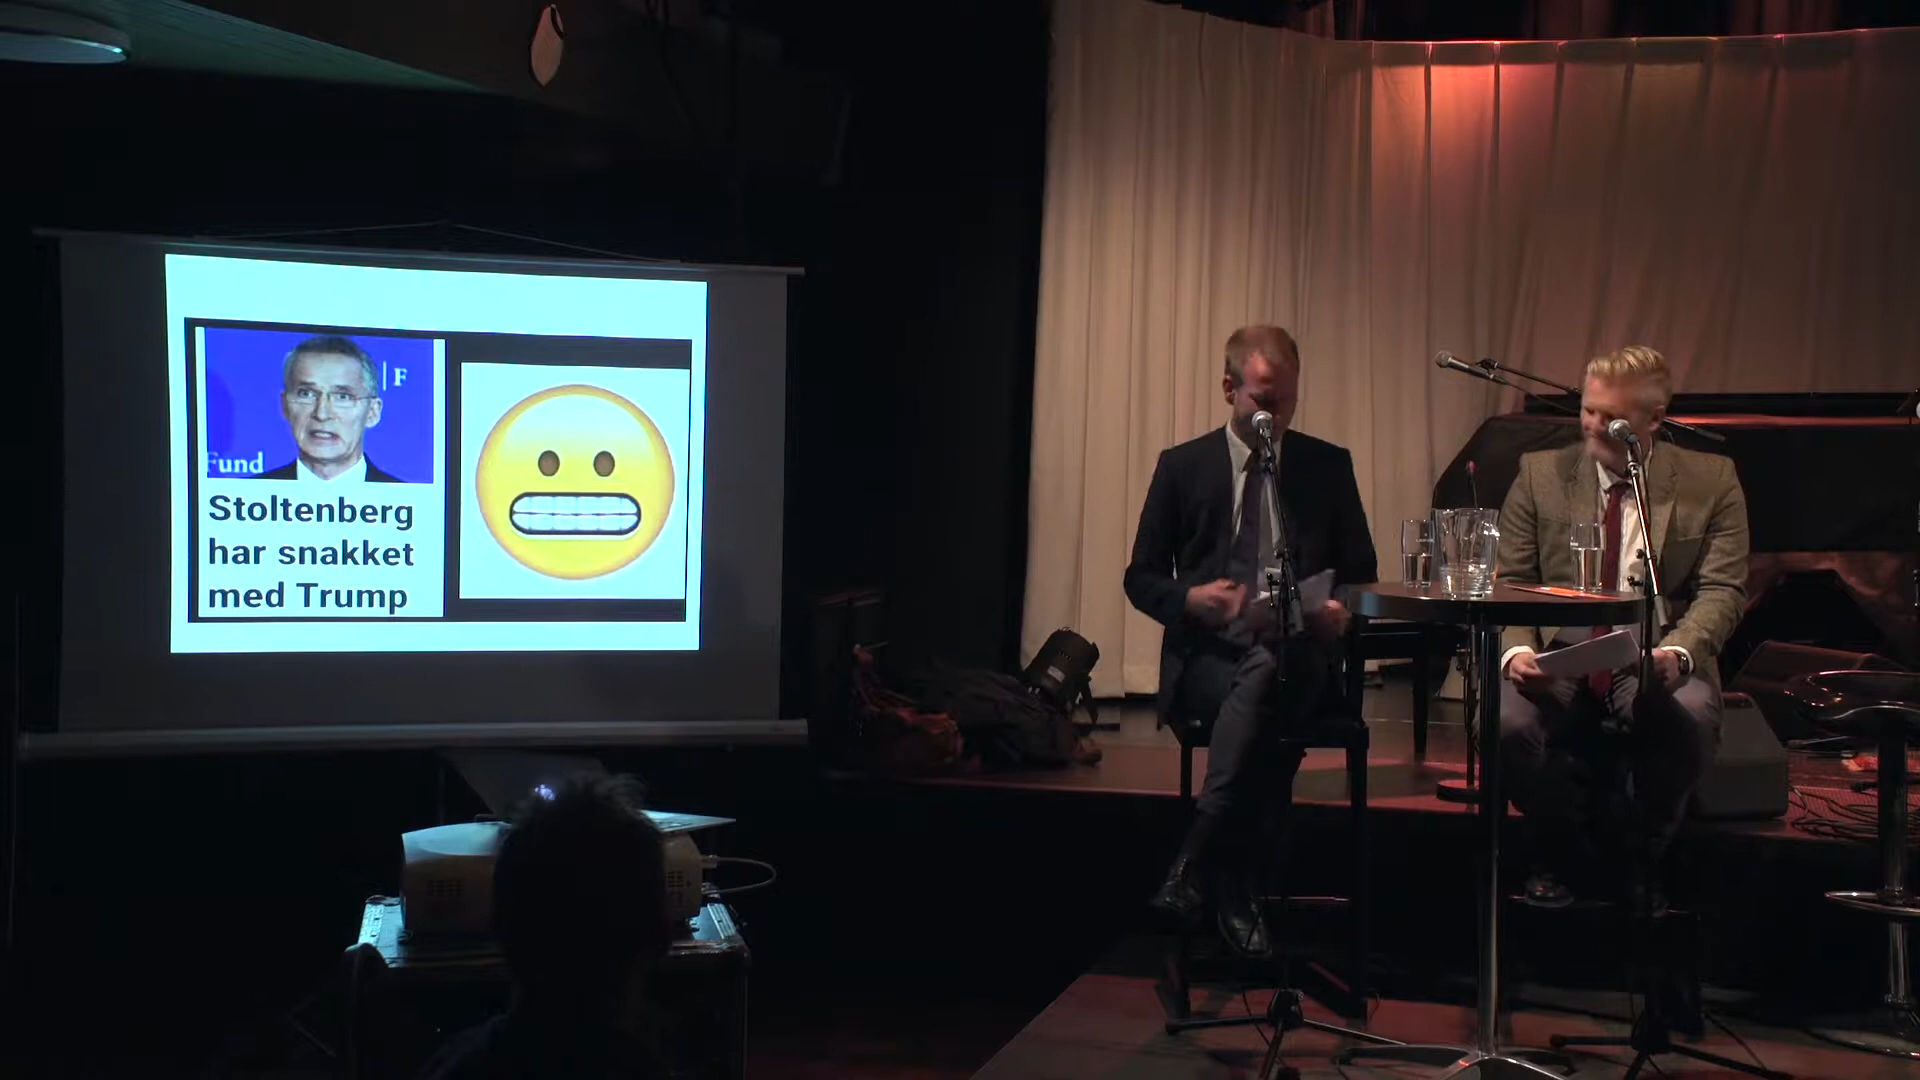 F
Fund
Stoltenberg
har snakket
med Trump